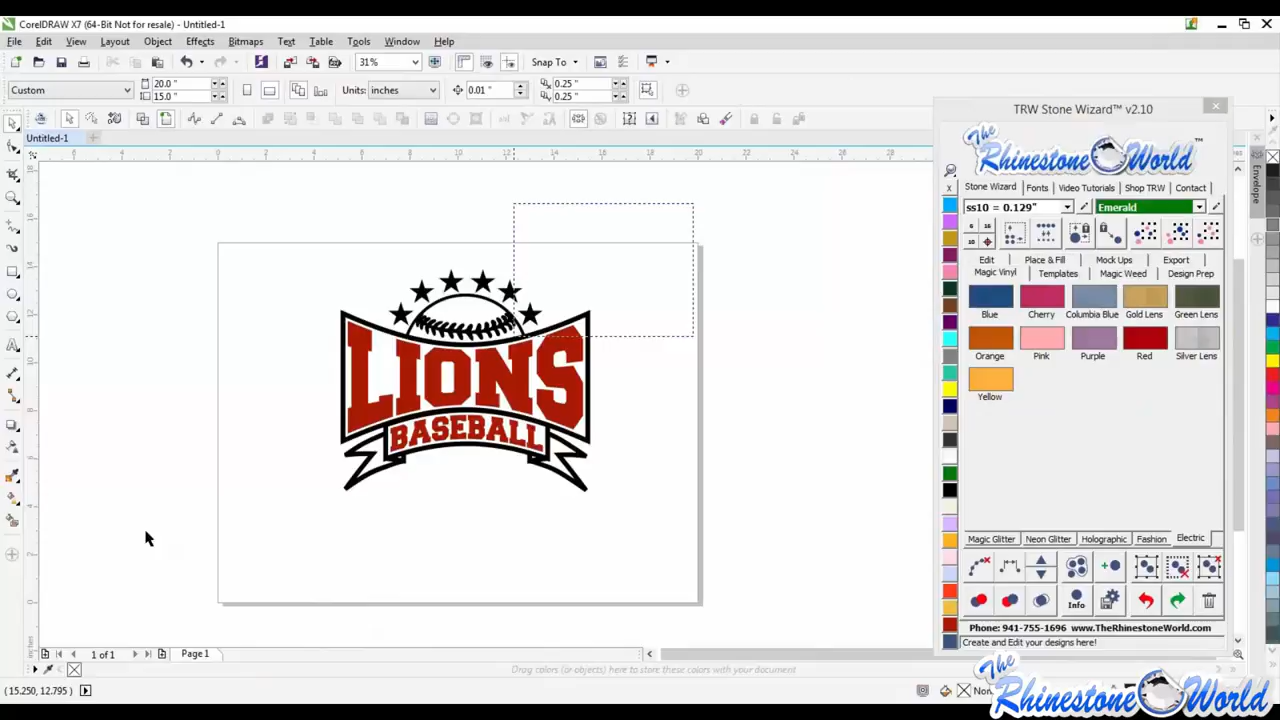 CorelDRAW X7 (64-Bit Not for resale) - Untitled-1
File Edit View Layout Object Effects Bitmaps Text Table Tools Window Help
31% Snap To
Custom 20.0 " 15.0 " Units: inches 0.01 " 0.25 " 0.25 "
Untitled-1
LIONS
BASEBALL
1 of 1 Page 1
Drag colors (or objects) here to store these colors with your document
(15.250, 12.795)
Envelope
TRW Stone Wizard™ v2.10
The Rhinestone World™
Stone Wizard Fonts Video Tutorials Shop TRW Contact
ss10 = 0.129" Emerald
Edit Place & Fill Mock Ups Export
Magic Vinyl Templates Magic Weed Design Prep
Blue Cherry Columbia Blue Gold Lens Green Lens
Orange Pink Purple Red Silver Lens
Yellow
Magic Glitter Neon Glitter Holographic Fashion Electric
Info
Phone: 941-755-1696 www.TheRhinestoneWorld.com
Create and Edit your designs here!
The Rhinestone World